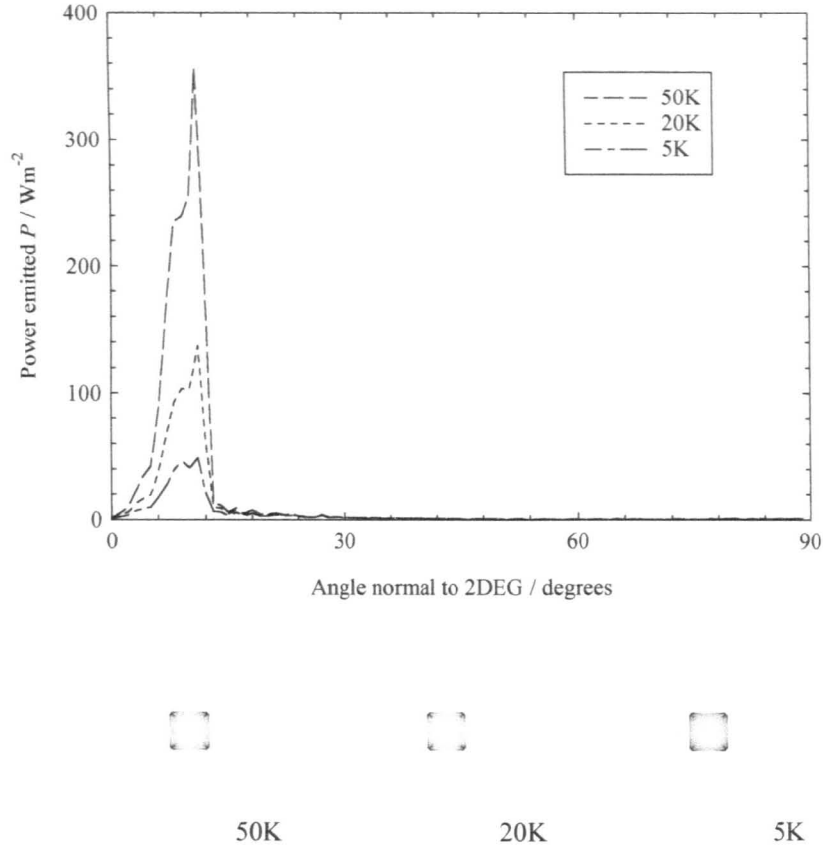 400
300
200
100
0
Power emitted P / Wm⁻²
50K
20K
5K
0
30
60
90
Angle normal to 2DEG / degrees
50K
20K
5K